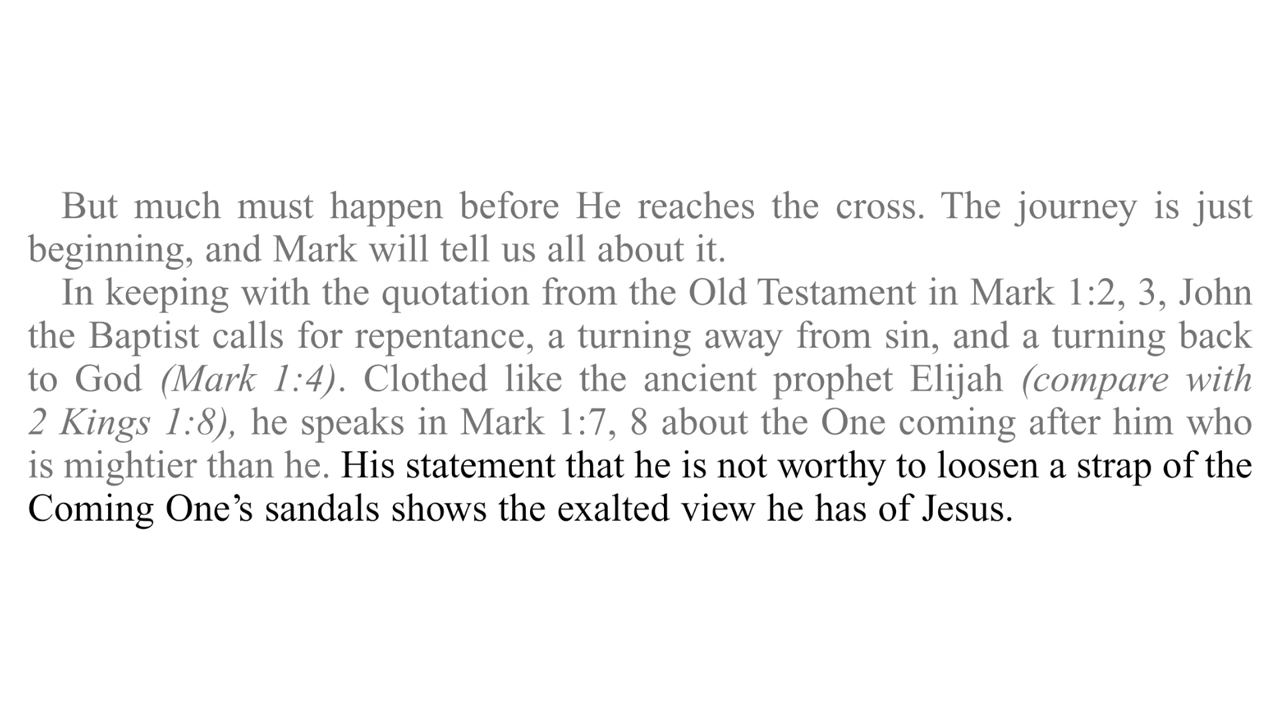 But much must happen before He reaches the cross. The journey is just
beginning, and Mark will tell us all about it.
In keeping with the quotation from the Old Testament in Mark 1:2, 3, John
the Baptist calls for repentance, a turning away from sin, and a turning back
to God (Mark 1:4). Clothed like the ancient prophet Elijah (compare with
2 Kings 1:8), he speaks in Mark 1:7, 8 about the One coming after him who
is mightier than he. His statement that he is not worthy to loosen a strap of the
Coming One’s sandals shows the exalted view he has of Jesus.